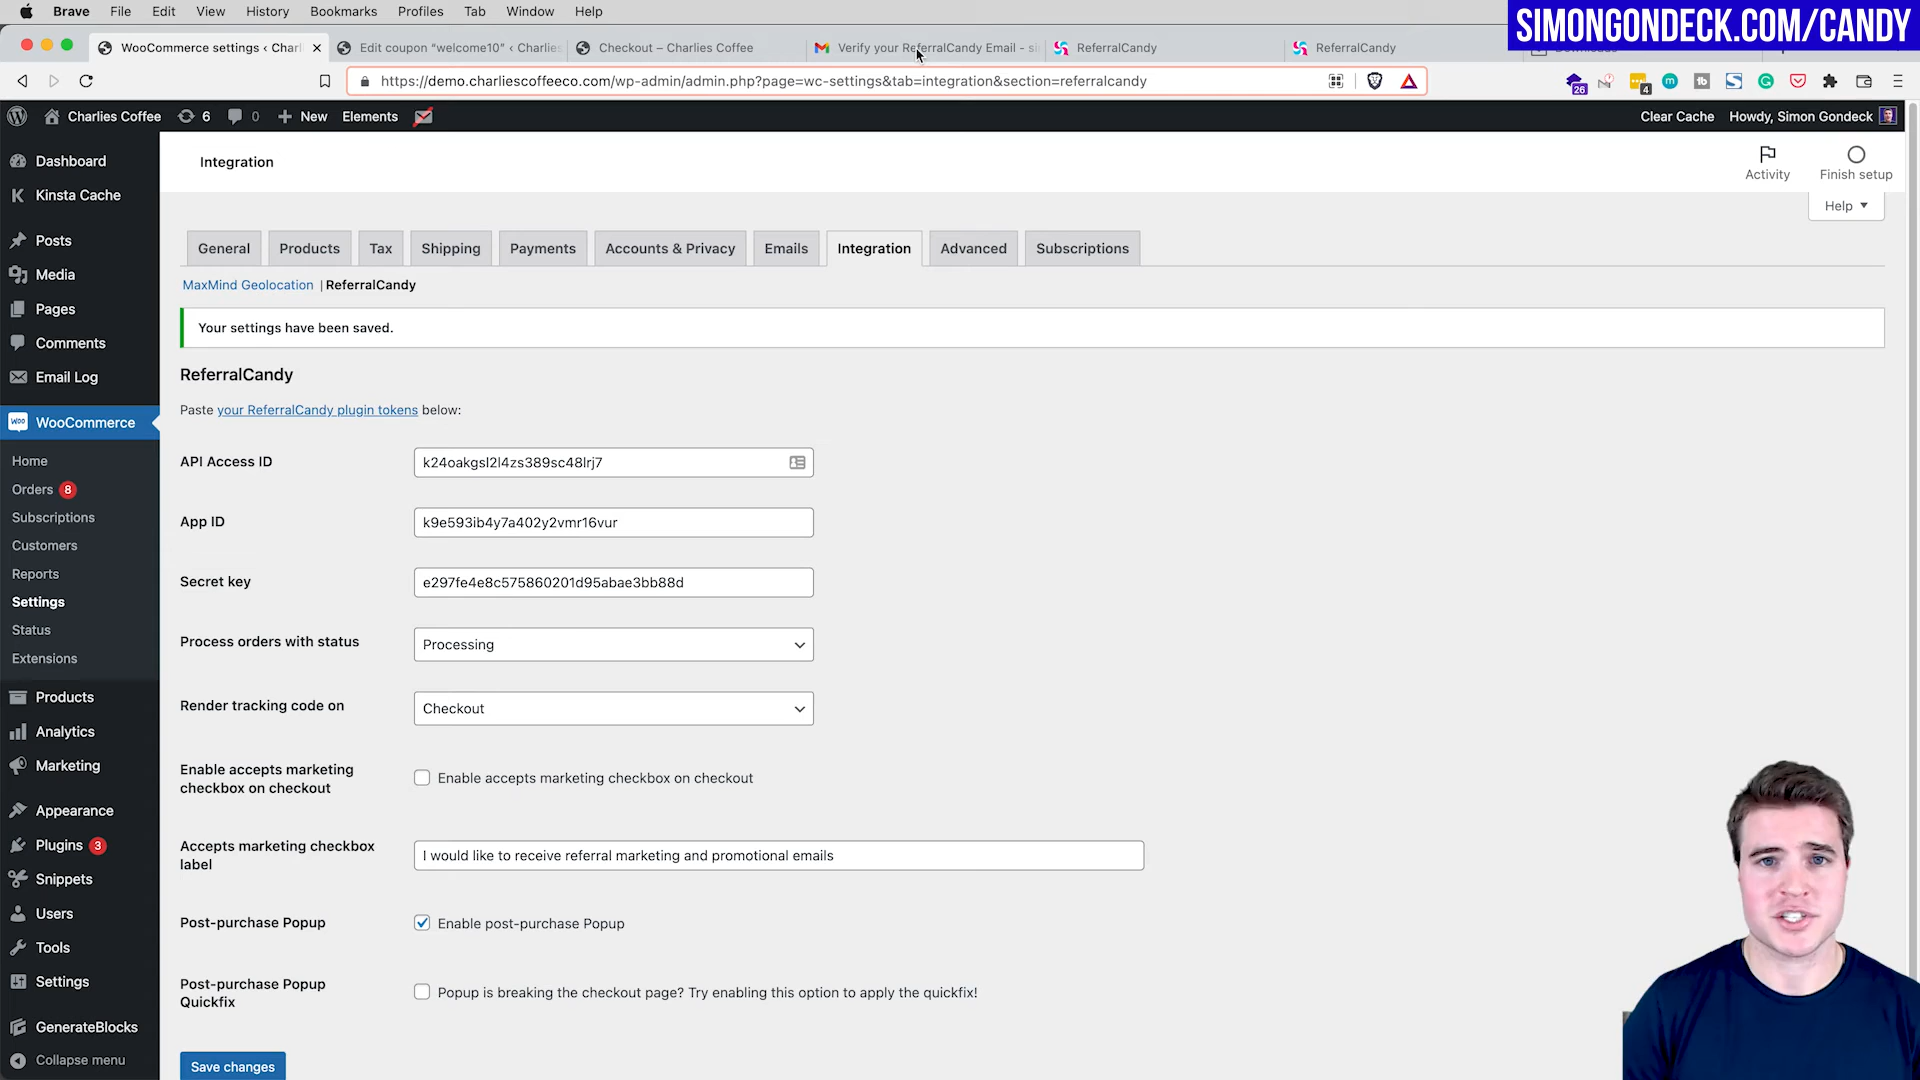 Brave File Edit View History Bookmarks Profiles Tab Window Help
SIMONGONDECK.COM/CANDY
WooCommerce settings ‹ Charli
Edit coupon “welcome10” ‹ Charlies
Checkout – Charlies Coffee
Verify your ReferralCandy Email - si
ReferralCandy
ReferralCandy
https://demo.charliescoffeeco.com/wp-admin/admin.php?page=wc-settings&tab=integration&section=referralcandy
26
4
Charlies Coffee 6 0 New Elements
Clear Cache Howdy, Simon Gondeck
Dashboard
Kinsta Cache
Posts
Media
Pages
Comments
Email Log
WooCommerce
Home
Orders 8
Subscriptions
Customers
Reports
Settings
Status
Extensions
Products
Analytics
Marketing
Appearance
Plugins 3
Snippets
Users
Tools
Settings
GenerateBlocks
Collapse menu
Integration
Activity
Finish setup
Help
General Products Tax Shipping Payments Accounts & Privacy Emails Integration Advanced Subscriptions
MaxMind Geolocation | ReferralCandy
Your settings have been saved.
ReferralCandy
Paste your ReferralCandy plugin tokens below:
API Access ID
k24oakgsl2l4zs389sc48lrj7
App ID
k9e593ib4y7a402y2vmr16vur
Secret key
e297fe4e8c575860201d95abae3bb88d
Process orders with status
Processing
Render tracking code on
Checkout
Enable accepts marketing
checkbox on checkout
Enable accepts marketing checkbox on checkout
Accepts marketing checkbox
label
I would like to receive referral marketing and promotional emails
Post-purchase Popup
Enable post-purchase Popup
Post-purchase Popup
Quickfix
Popup is breaking the checkout page? Try enabling this option to apply the quickfix!
Save changes